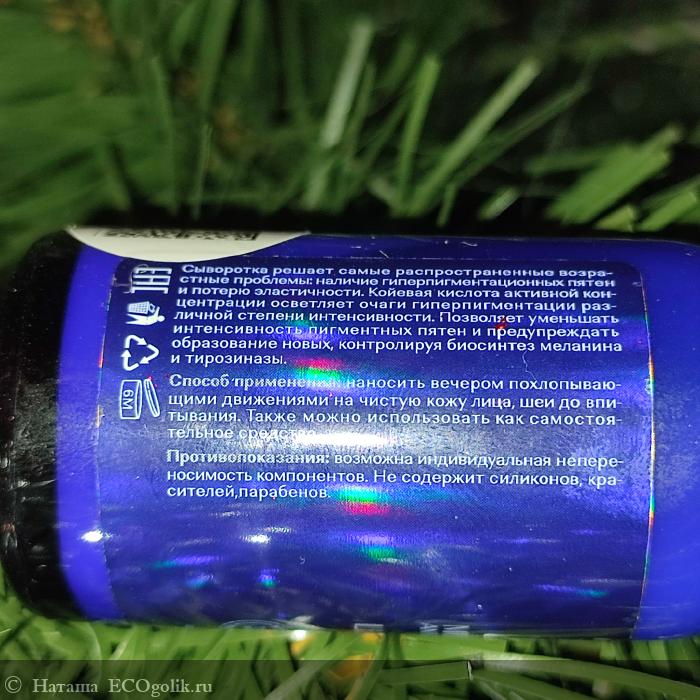 Сыворотка решает самые распространенные возра-
стные проблемы: наличие гиперпигментационных пятен
и потерю эластичности. Койевая кислота активной кон-
центрации осветляет очаги гиперпигментации раз-
личной степени интенсивности. Позволяет уменьшать
интенсивность пигментных пятен и предупреждать
образование новых, контролируя биосинтез меланина
и тирозиназы.
Способ применения: наносить вечером похлопываю-
щими движениями на чистую кожу лица, шеи до впи-
тывания. Также можно использовать как самостоя-
тельное средство.
Противопоказания: возможна индивидуальная непере-
носимость компонентов. Не содержит силиконов, кра-
сителей,парабенов.
EAC
© Наташа ECOgolik.ru